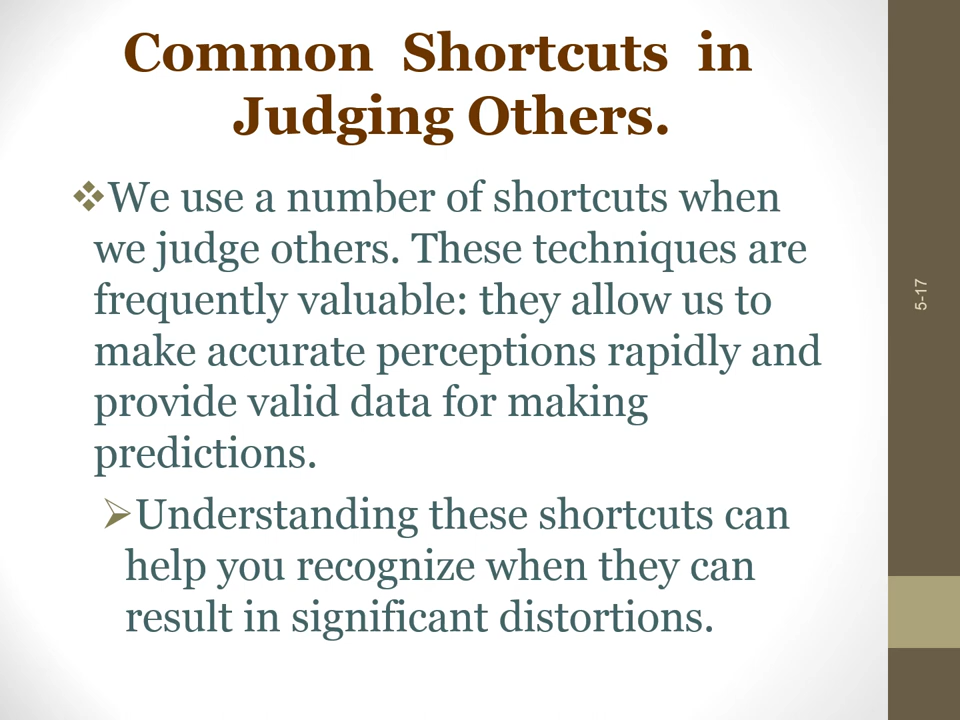 Common Shortcuts in
Judging Others.
❖We use a number of shortcuts when
we judge others. These techniques are
frequently valuable: they allow us to
make accurate perceptions rapidly and
provide valid data for making
predictions.
➢Understanding these shortcuts can
help you recognize when they can
result in significant distortions.
5-17